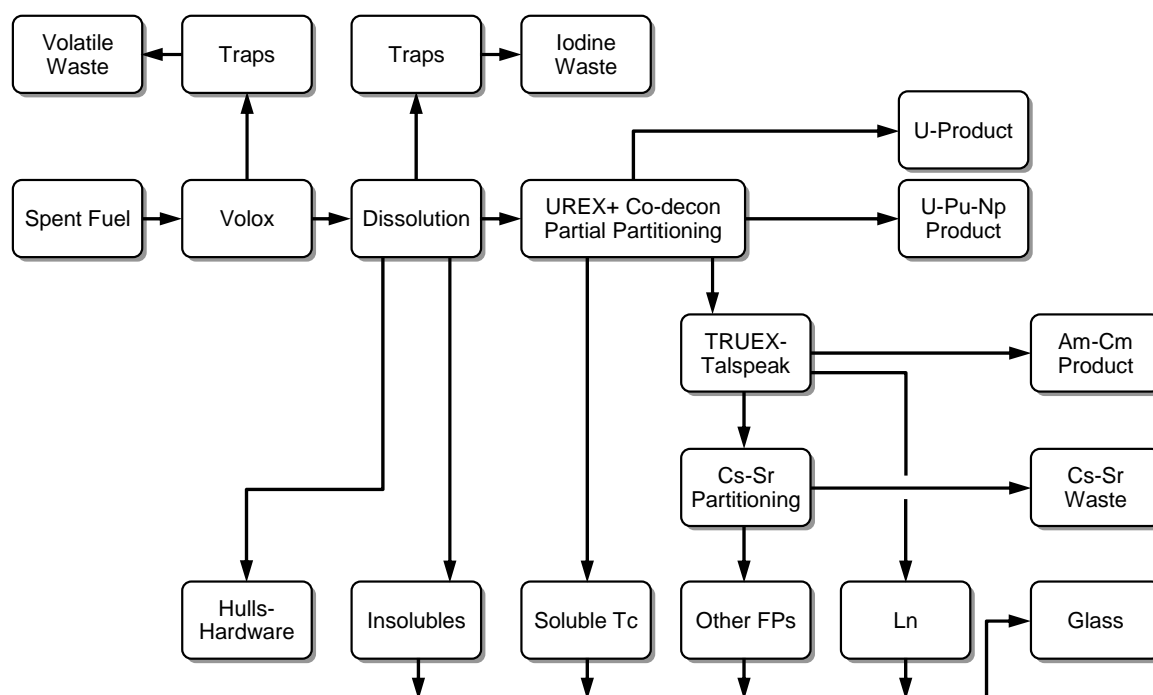 Volatile
Waste
Traps
Traps
Iodine
Waste
U-Product
Spent Fuel
Volox
Dissolution
UREX+ Co-decon
Partial Partitioning
U-Pu-Np
Product
TRUEX-
Talspeak
Am-Cm
Product
Cs-Sr
Partitioning
Cs-Sr
Waste
Hulls-
Hardware
Insolubles
Soluble Tc
Other FPs
Ln
Glass